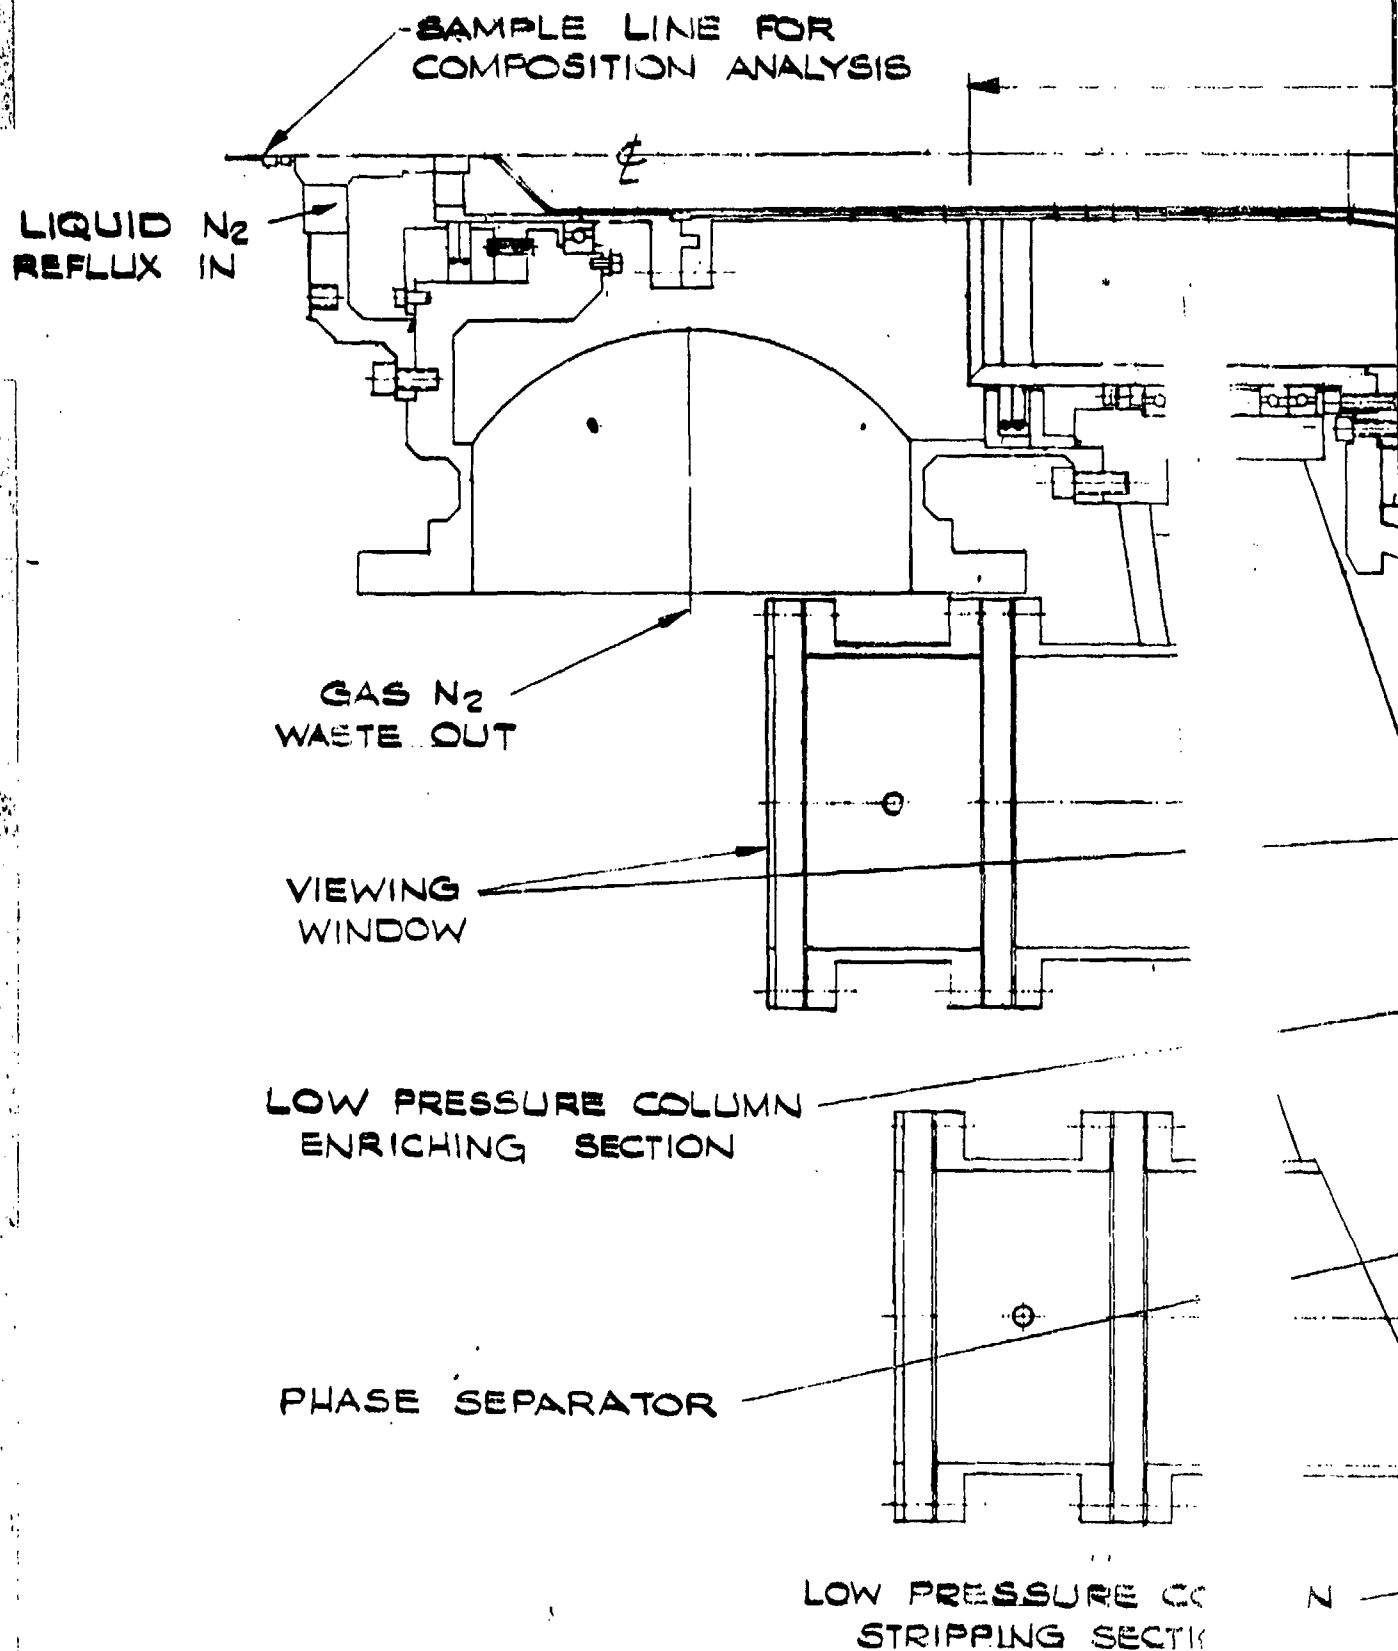 SAMPLE LINE FOR
COMPOSITION ANALYSIS
℄
LIQUID N2
REFLUX IN
GAS N2
WASTE OUT
VIEWING
WINDOW
LOW PRESSURE COLUMN
ENRICHING SECTION
PHASE SEPARATOR
LOW PRESSURE
STRIPPING